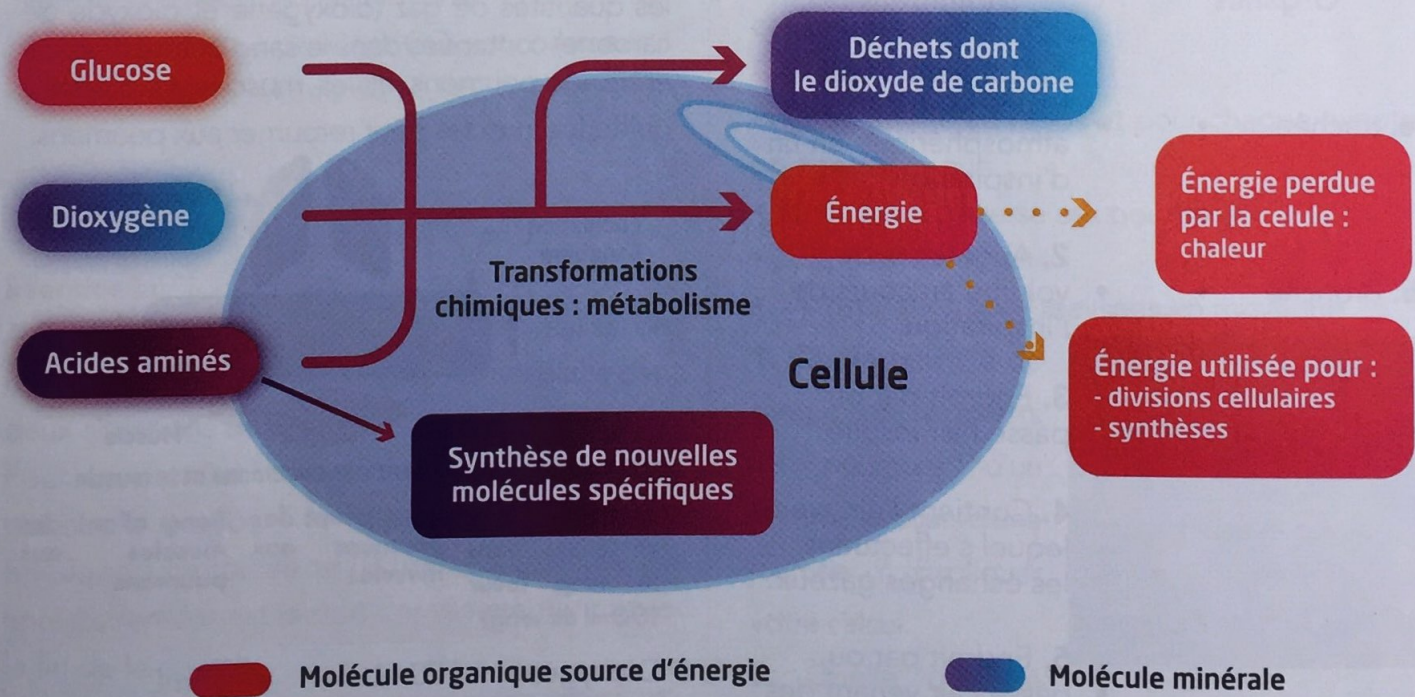 Glucose
Déchets dont
le dioxyde de carbone
Dioxygène
Énergie
Énergie perdue
par la celule :
chaleur
Transformations
chimiques : métabolisme
Acides aminés
Cellule
Énergie utilisée pour :
- divisions cellulaires
- synthèses
Synthèse de nouvelles
molécules spécifiques
Molécule organique source d'énergie
Molécule minérale